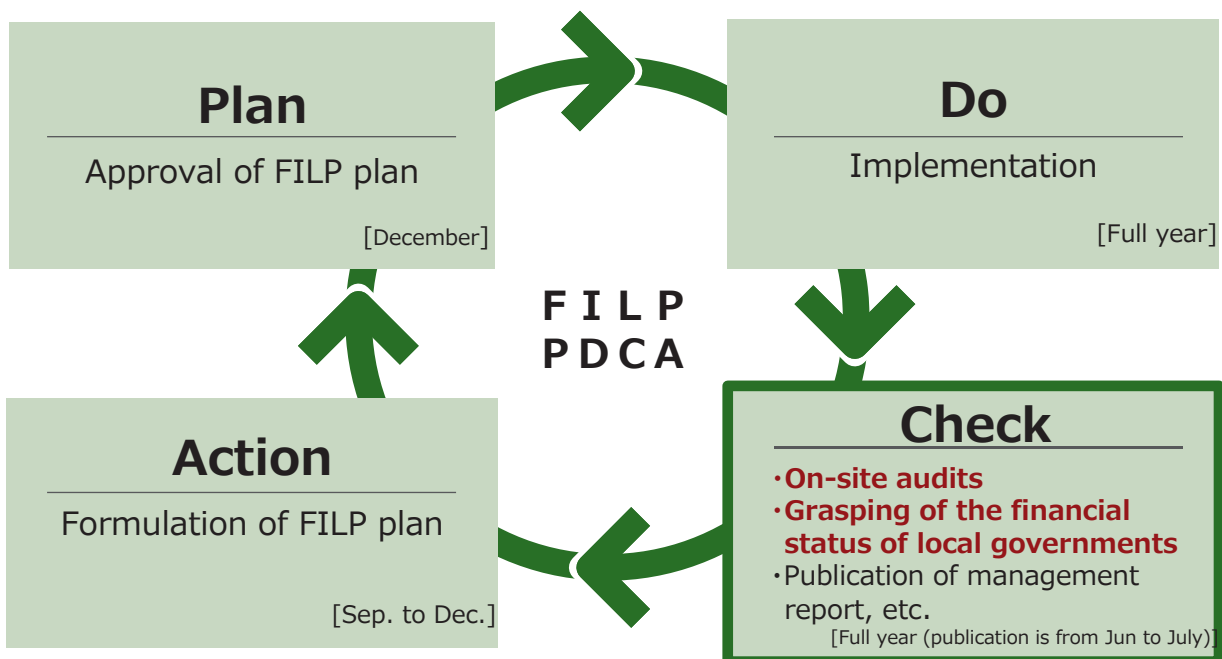 Plan
Approval of FILP plan
[December]
Do
Implementation
[Full year]
FILP
PDCA
Action
Formulation of FILP plan
[Sep. to Dec.]
Check
・On-site audits
・Grasping of the financial
status of local governments
・Publication of management
report, etc.
[Full year (publication is from Jun to July)]